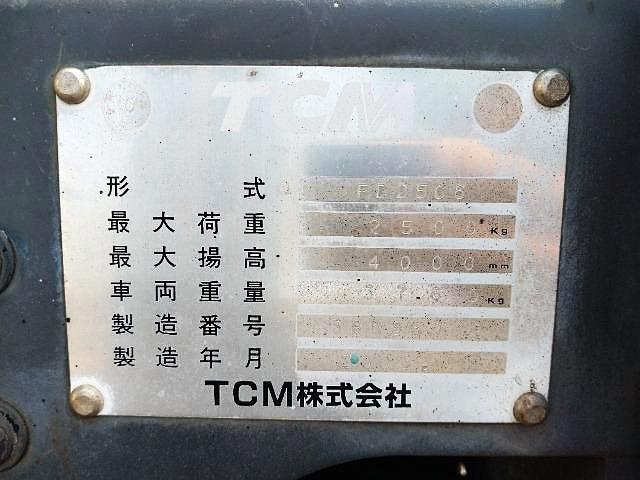 TCM
形式 FD25C8
最大荷重 2500 Kg
最大揚高 4000 mm
車両重量 Kg
製造番号
製造年月
TCM株式会社